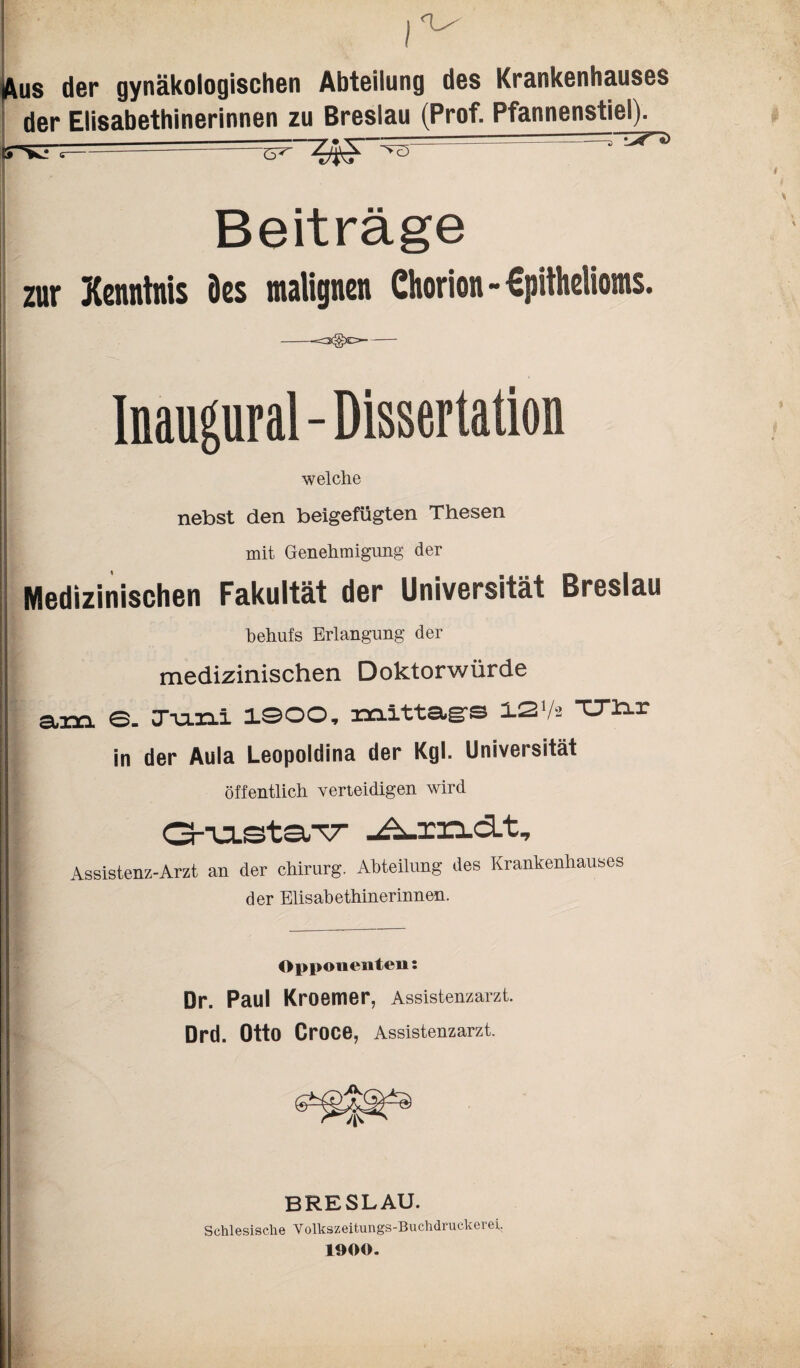 Aus der gynäkologischen Abteilung des Krankenhauses
der Elisabethinerinnen zu Breslau (Prof. Pfannenstiel).
Beiträge
zur Kenntnis des malignen Chorion-Epithelioms.
Inaugural-Dissertation
welche
nebst den beigefügten Thesen
mit Genehmigung der
Medizinischen Fakultät der Universität Breslau
behufs Erlangung der
medizinischen Doktorwürde
am 6. Juni 1900, mittags 12 1/2 Uhr
in der Aula Leopoldina der Kgl. Universität
öffentlich verteidigen wird
Gustav Arndt,
Assistenz-Arzt an der chirurg. Abteilung des Krankenhauses
der Elisabethinerinnen.
Opponenten:
Dr. Paul Kroemer, Assistenzarzt.
Drd. Otto Croce, Assistenzarzt.
BRESLAU.
Schlesische Volkszeitungs-Buchdruckerei.
1900.